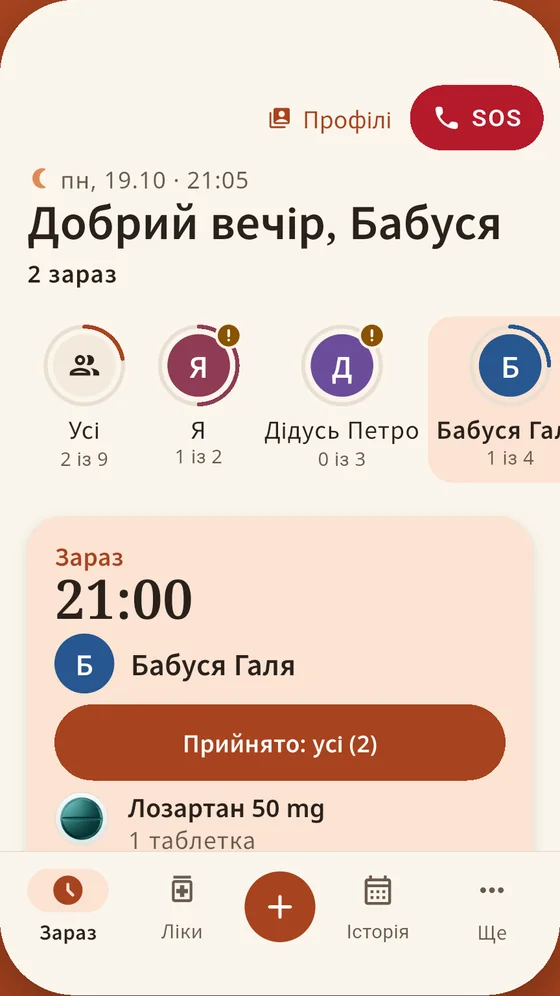 Профілі
SOS
пн, 19.10 · 21:05
Добрий вечір, Бабуся
2 зараз
! !
Я Д Б
Усі Я Дідусь Петро Бабуся Гал
2 із 9 1 із 2 0 із 3 1 із 4
Зараз
21:00
Б Бабуся Галя
Прийнято: усі (2)
Лозартан 50 mg
1 таблетка
Зараз Ліки Історія Ще